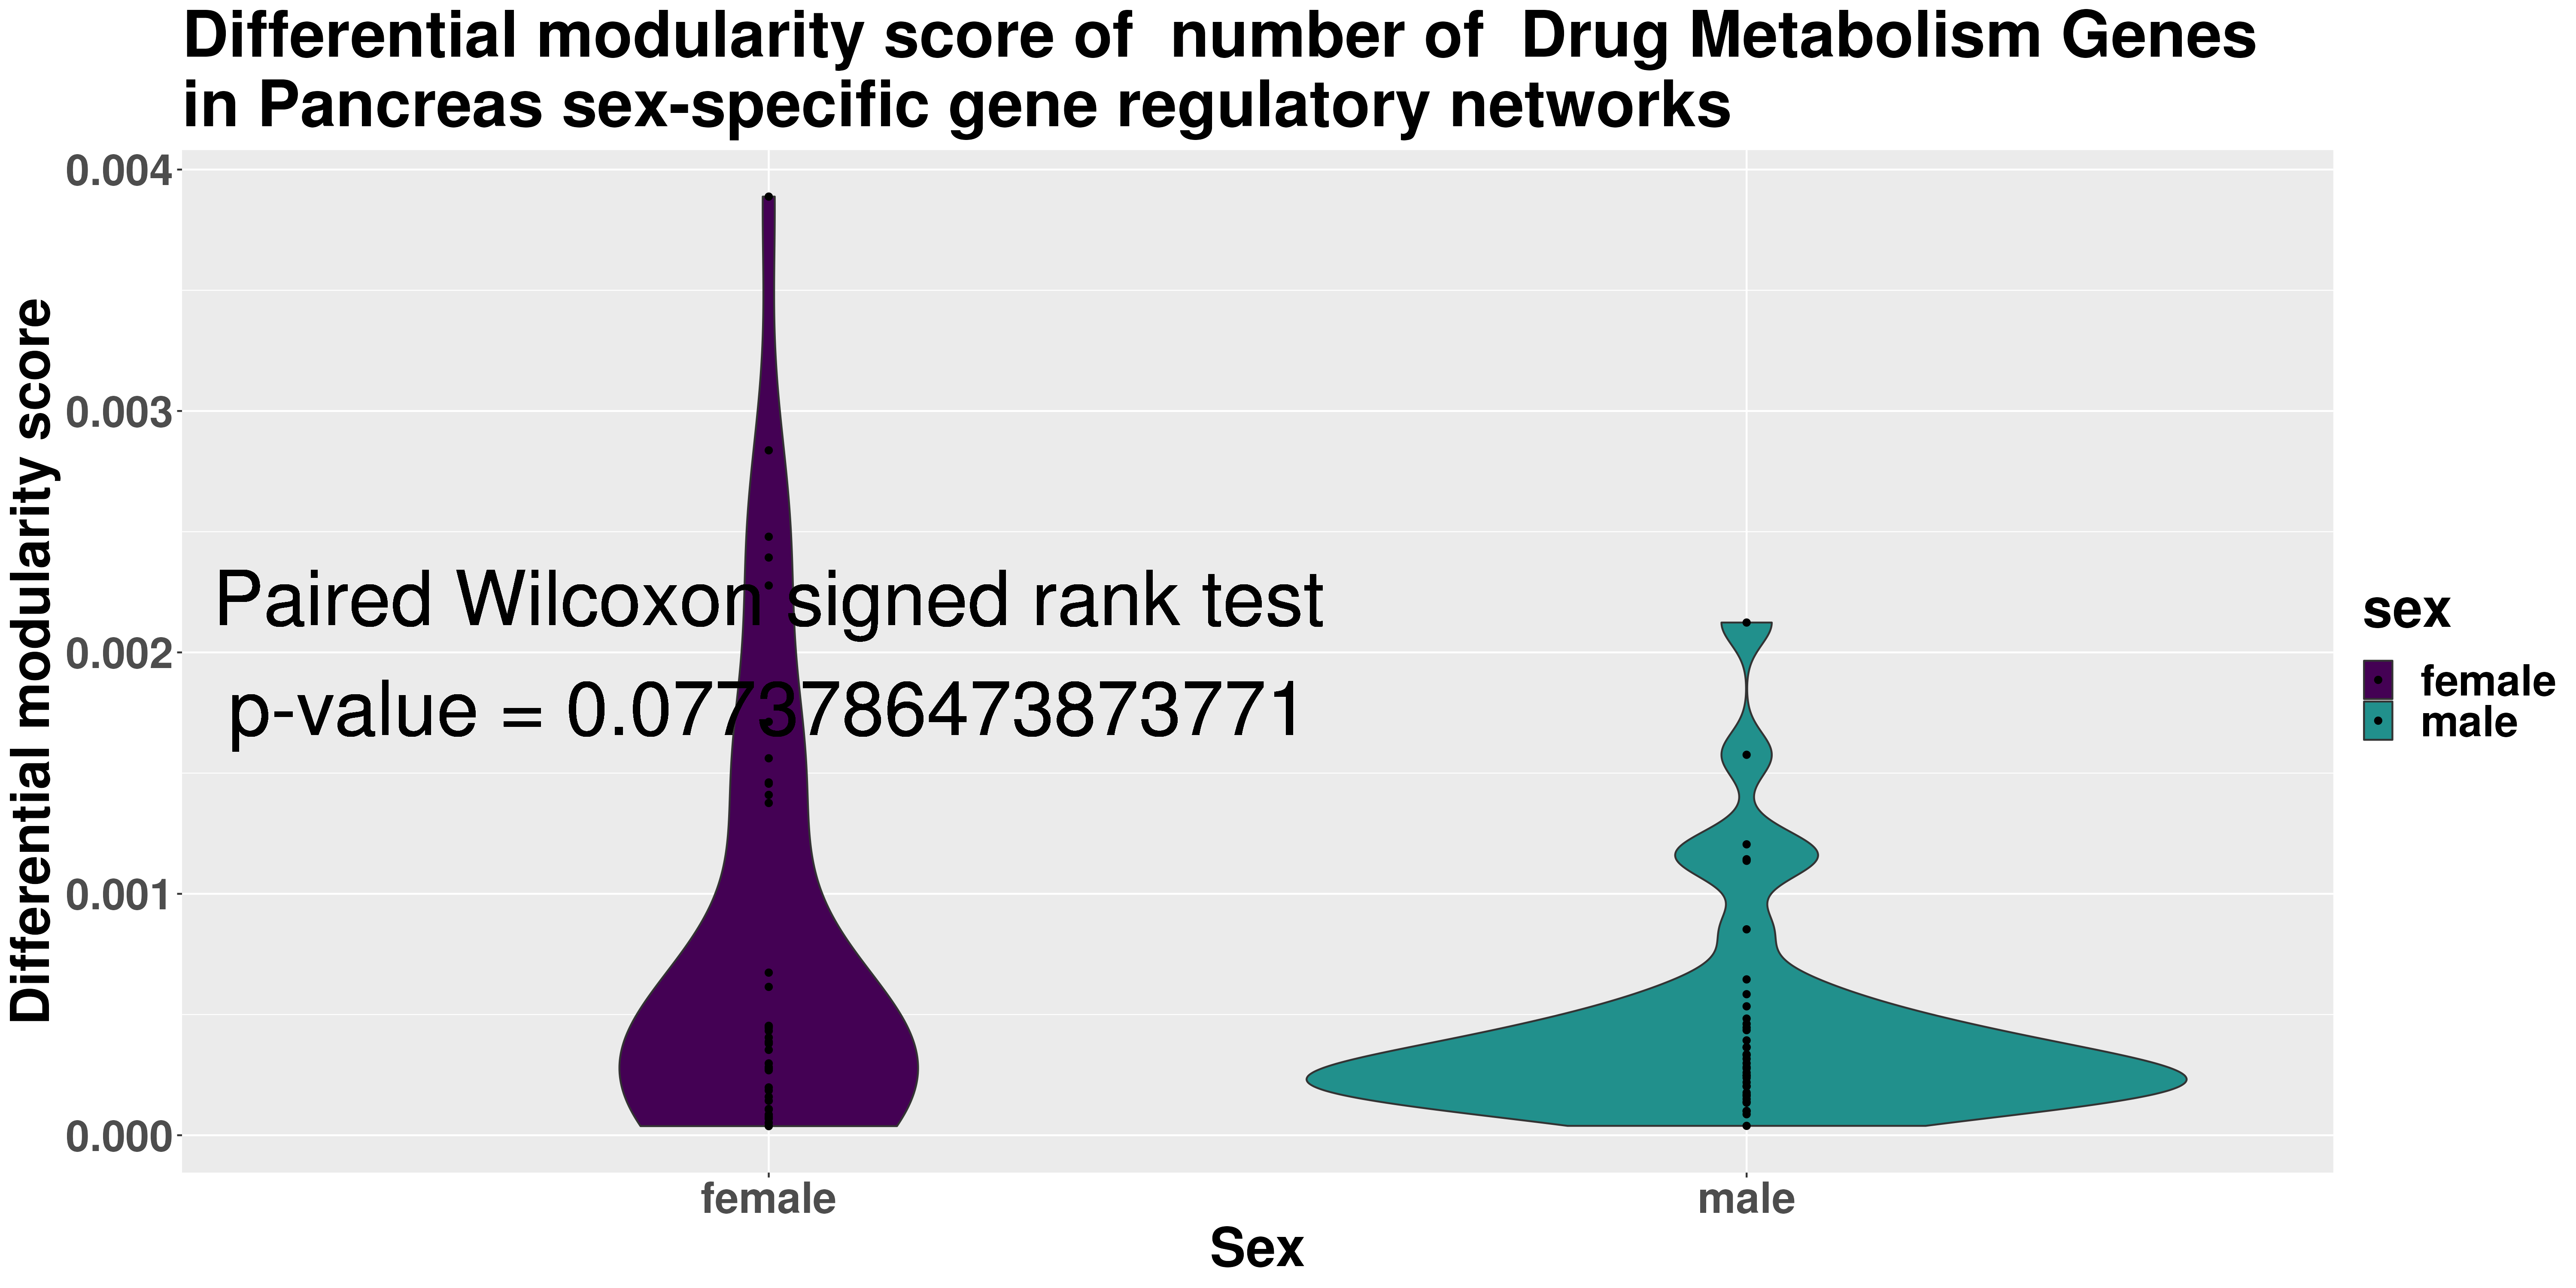 Differential modularity score of  number of  Drug Metabolism Genes
in Pancreas sex-specific gene regulatory networks
Differential modularity score
0.004
0.003
0.002
0.001
0.000
Paired Wilcoxon signed rank test
p-value = 0.0773786473873771
female
male
Sex
sex
female
male